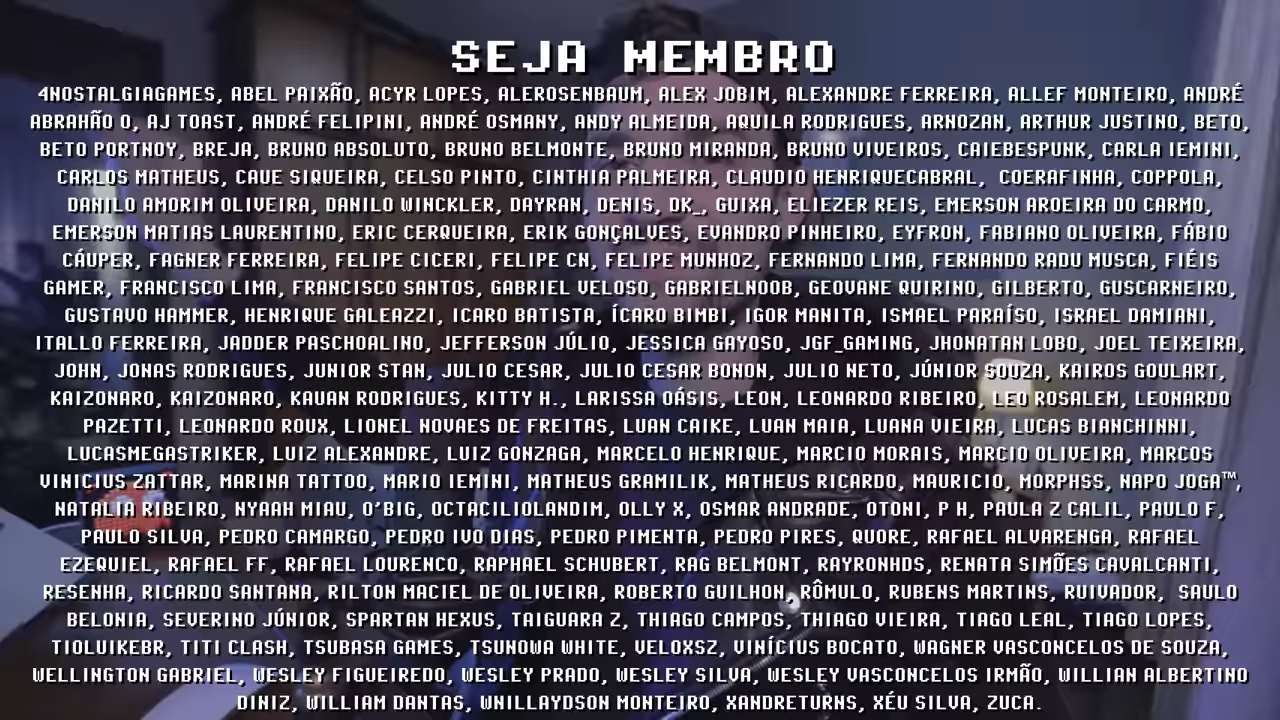 SEJA MEMBRO
4NOSTALGIAGAMES, ABEL PAIXÃO, ACYR LOPES, ALEROSENBAUM, ALEX JOBIM, ALEXANDRE FERREIRA, ALLEF MONTEIRO, ANDRÉ
ABRAHÃO O, AJ TOAST, ANDRÉ FELIPINI, ANDRÉ OSMANY, ANDY ALMEIDA, AQUILA RODRIGUES, ARNOZAN, ARTHUR JUSTINO, BETO,
BETO PORTNOY, BREJA, BRUNO ABSOLUTO, BRUNO BELMONTE, BRUNO MIRANDA, BRUNO VIVEIROS, CAIEBESPUNK, CARLA IEMINI,
CARLOS MATHEUS, CAVE SIQUEIRA, CELSO PINTO, CINTHIA PALMEIRA, CLAUDIO HENRIQUECABRAL, COERAFINHA, COPPOLA,
DANILO AMORIM OLIVEIRA, DANILO WINCKLER, DAYRAN, DENIS, DK_, GUIXA, ELIEZER REIS, EMERSON AROEIRA DO CARMO,
EMERSON MATIAS LAURENTINO, ERIC CERQUEIRA, ERIK GONÇALVES, EVANDRO PINHEIRO, EYFRON, FABIANO OLIVEIRA, FÁBIO
CÁUPER, FAGNER FERREIRA, FELIPE CICERI, FELIPE CN, FELIPE MUNHOZ, FERNANDO LIMA, FERNANDO RADU MUSCA, FIÉIS
GAMER, FRANCISCO LIMA, FRANCISCO SANTOS, GABRIEL VELOSO, GABRIELNOOB, GEOVANE QUIRINO, GILBERTO, GUSCARNEIRO,
GUSTAVO HAMMER, HENRIQUE GALEAZZI, ICARO BATISTA, ÍCARO BIMBI, IGOR MANITA, ISMAEL PARAÍSO, ISRAEL DAMIANI,
ITALLO FERREIRA, JADDER PASCHOALINO, JEFFERSON JÚLIO, JESSICA GAYOSO, JGF_GAMING, JHONATAN LOBO, JOEL TEIXEIRA,
JOHN, JONAS RODRIGUES, JUNIOR STAN, JULIO CESAR, JULIO CESAR BONON, JULIO NETO, JÚNIOR SOUZA, KAIROS GOULART,
KAIZONARO, KAIZONARO, KAUAN RODRIGUES, KITTY H., LARISSA OÁSIS, LEON, LEONARDO RIBEIRO, LEO ROSALEM, LEONARDO
PAZETTI, LEONARDO ROUX, LIONEL NOVAES DE FREITAS, LUAN CAIKE, LUAN MAIA, LUANA VIEIRA, LUCAS BIANCHINNI,
LUCASMEGASTRIKER, LUIZ ALEXANDRE, LUIZ GONZAGA, MARCELO HENRIQUE, MARCIO MORAIS, MARCIO OLIVEIRA, MARCOS
VINICIUS ZATTAR, MARINA TATTOO, MARIO IEMINI, MATHEUS GRAMILIK, MATHEUS RICARDO, MAURICIO, MORPHSS, NAPO JOGA™,
NATALIA RIBEIRO, NYAAH MIAU, O'BIG, OCTACILIOLANDIM, OLLY X, OSMAR ANDRADE, OTONI, P H, PAULA Z CALIL, PAULO F,
PAULO SILVA, PEDRO CAMARGO, PEDRO IVO DIAS, PEDRO PIMENTA, PEDRO PIRES, QUORE, RAFAEL ALVARENGA, RAFAEL
EZEQUIEL, RAFAEL FF, RAFAEL LOURENCO, RAPHAEL SCHUBERT, RAG BELMONT, RAYRONHDS, RENATA SIMÕES CAVALCANTI,
RESENHA, RICARDO SANTANA, RILTON MACIEL DE OLIVEIRA, ROBERTO GUILHON, RÔMULO, RUBENS MARTINS, RUIVADOR, SAULO
BELONIA, SEVERINO JÚNIOR, SPARTAN HEXUS, TAIGUARA Z, THIAGO CAMPOS, THIAGO VIEIRA, TIAGO LEAL, TIAGO LOPES,
TIOLUIKEBR, TITI CLASH, TSUBASA GAMES, TSUNOWA WHITE, VELOXSZ, VINÍCIUS BOCATO, WAGNER VASCONCELOS DE SOUZA,
WELLINGTON GABRIEL, WESLEY FIGUEIREDO, WESLEY PRADO, WESLEY SILVA, WESLEY VASCONCELOS IRMÃO, WILLIAN ALBERTINO
DINIZ, WILLIAM DANTAS, WNILLAYDSON MONTEIRO, XANDRETURNS, XÉU SILVA, ZUCA.